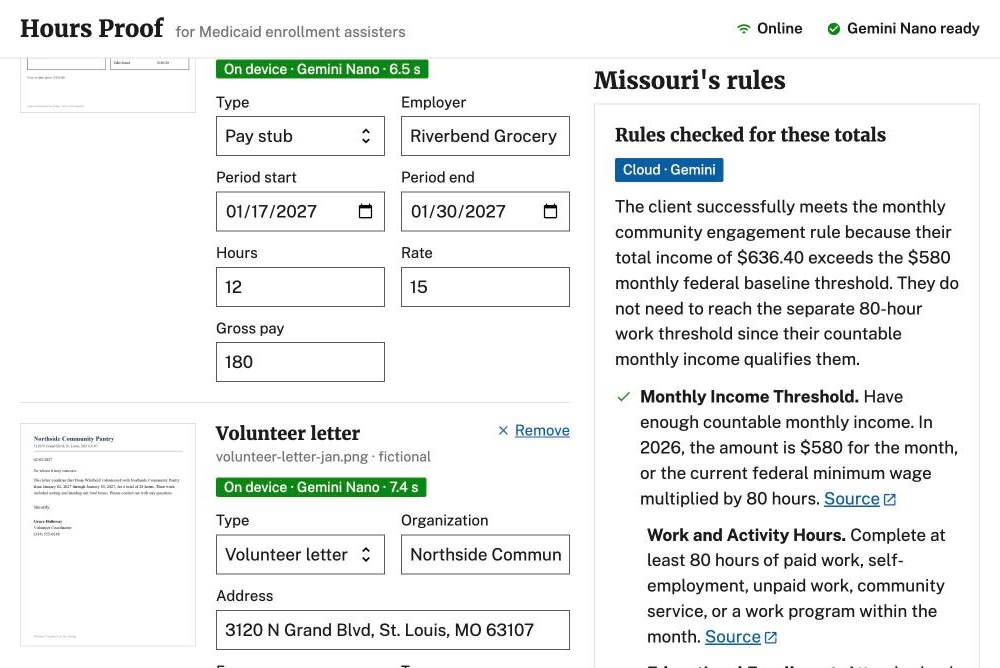 Hours Proof for Medicaid enrollment assisters
Online
Gemini Nano ready
On device · Gemini Nano · 6.5 s
Type
Employer
Pay stub
Riverbend Grocery
Period start
Period end
01/17/2027
01/30/2027
Hours
Rate
12
15
Gross pay
180
Northside Community Pantry
Volunteer letter
Remove
volunteer-letter-jan.png · fictional
On device · Gemini Nano · 7.4 s
Type
Organization
Volunteer letter
Northside Commun
Address
3120 N Grand Blvd, St. Louis, MO 63107
Missouri's rules
Rules checked for these totals
Cloud · Gemini
The client successfully meets the monthly
community engagement rule because their
total income of $636.40 exceeds the $580
monthly federal baseline threshold. They do
not need to reach the separate 80-hour
work threshold since their countable
monthly income qualifies them.
Monthly Income Threshold. Have
enough countable monthly income. In
2026, the amount is $580 for the month,
or the current federal minimum wage
multiplied by 80 hours. Source
Work and Activity Hours. Complete at
least 80 hours of paid work, self-
employment, unpaid work, community
service, or a work program within the
month. Source